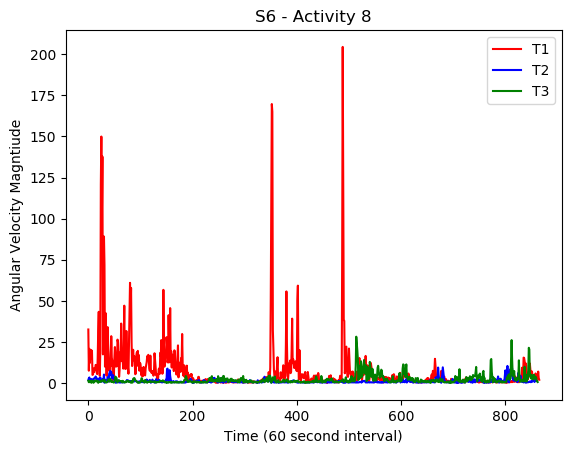 S6 - Activity 8
T1
T2
T3
200
175
150
125
100
75
50
25
0
Angular Velocity Magntiude
0 200 400 600 800
Time (60 second interval)